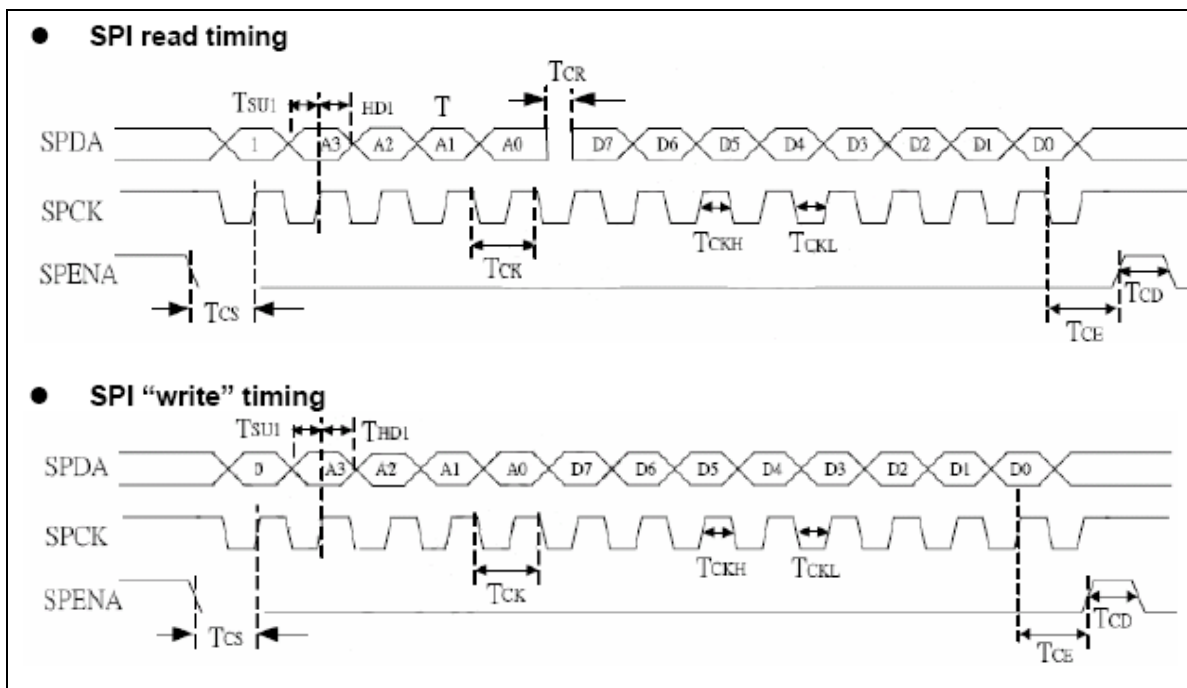 ● SPI read timing
TCR
TSU1 HD1 T
SPDA 1 A3 A2 A1 A0 D7 D6 D5 D4 D3 D2 D1 D0
SPCK
TCK TCKH TCKL
SPENA
TCS TCD
TCE
● SPI “write” timing
TSU1 THD1
SPDA 0 A3 A2 A1 A0 D7 D6 D5 D4 D3 D2 D1 D0
SPCK
TCKH TCKL
TCK
SPENA
TCS TCD
TCE